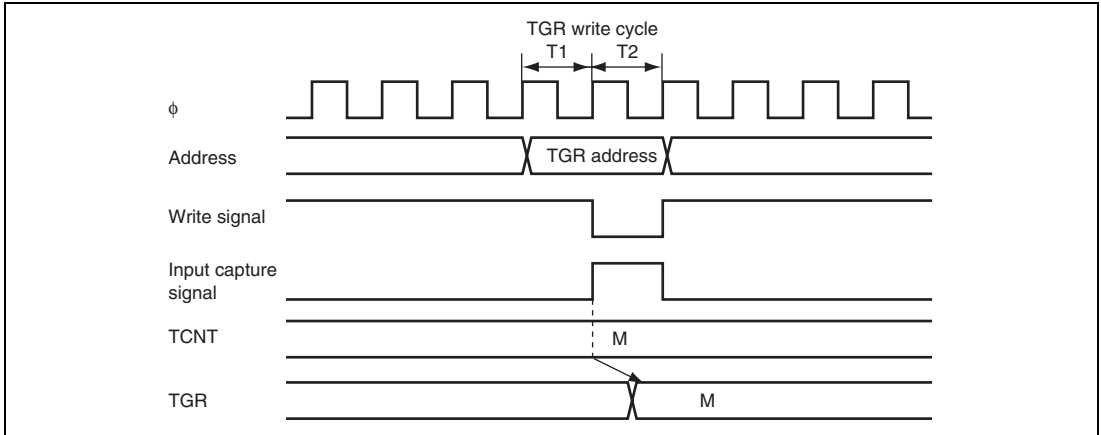 TGR write cycle
T1 T2
ϕ
Address
TGR address
Write signal
Input capture
signal
TCNT
M
TGR
M